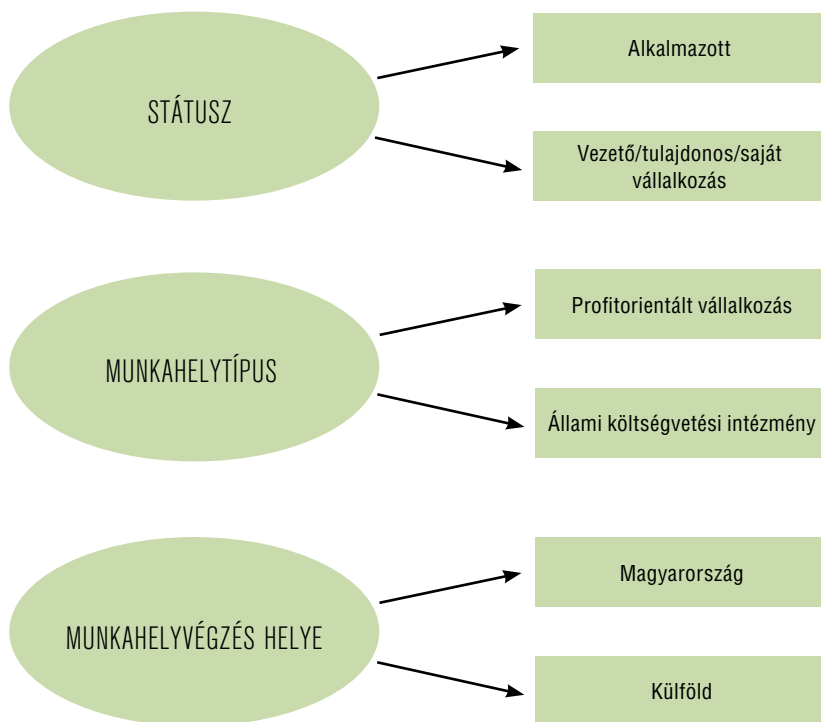 STÁTUSZ
Alkalmazott
Vezető/tulajdonos/saját
vállalkozás
MUNKAHELYTÍPUS
Profitorientált vállalkozás
Állami költségvetési intézmény
MUNKAHELYVÉGZÉS HELYE
Magyarország
Külföld